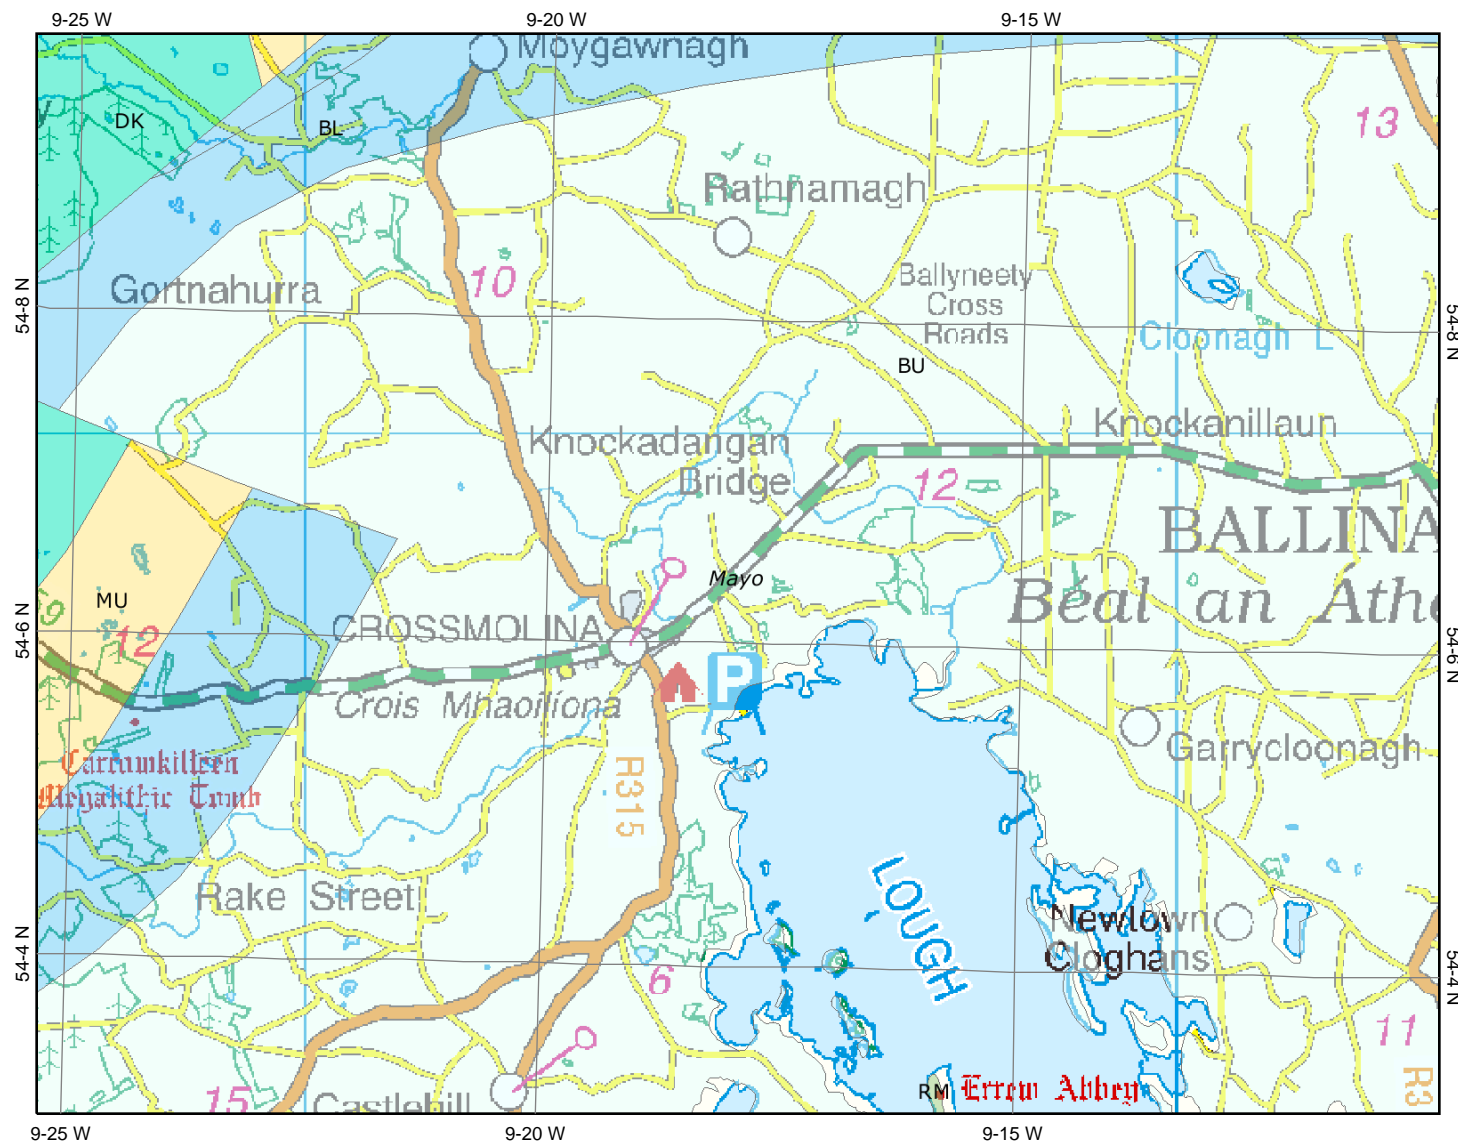 9-25 W
9-20 W
9-15 W
Moygawnagh
DK
BL
13
Rathnamagh
10
Gortnahurra
Ballyneety
Cross
Roads
54-8 N
54-8 N
Cloonagh L
BU
Knockanillaun
Knockadangan
Bridge
12
BALLINA
Béal an Athe
Mayo
MU
12
54-6 N
54-6 N
CROSSMOLINA
P
Crois Mhaoilíona
Garrycloonagh
Carrowkilleen
Megalithic Tomb
R315
Rake Street
LOUGH
Newtown
Cloghans
54-4 N
54-4 N
6
11
15
Castlehill
RM
Errew Abbey
R3
9-25 W
9-20 W
9-15 W